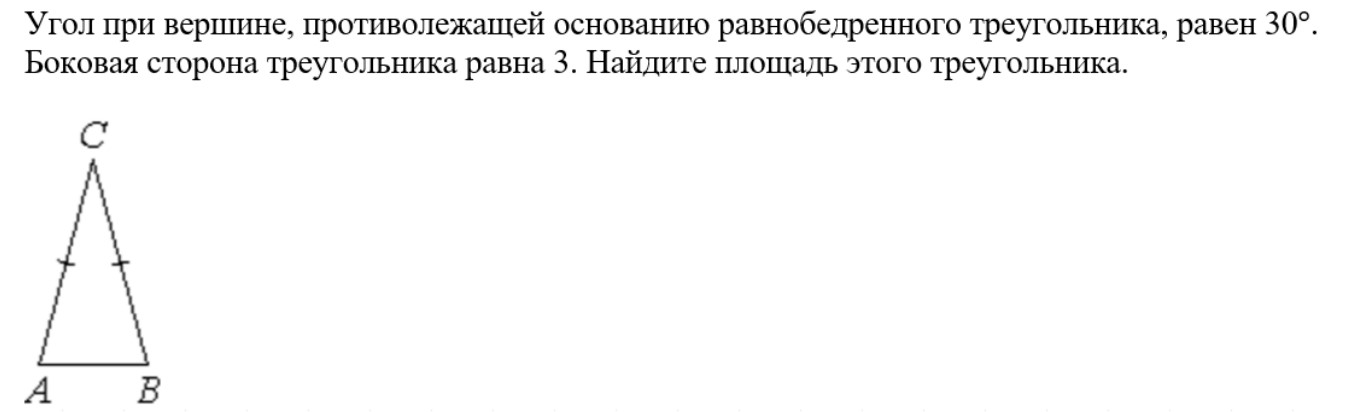 Угол при вершине, противолежащей основанию равнобедренного треугольника, равен 30°.
Боковая сторона треугольника равна 3. Найдите площадь этого треугольника.
C
A B